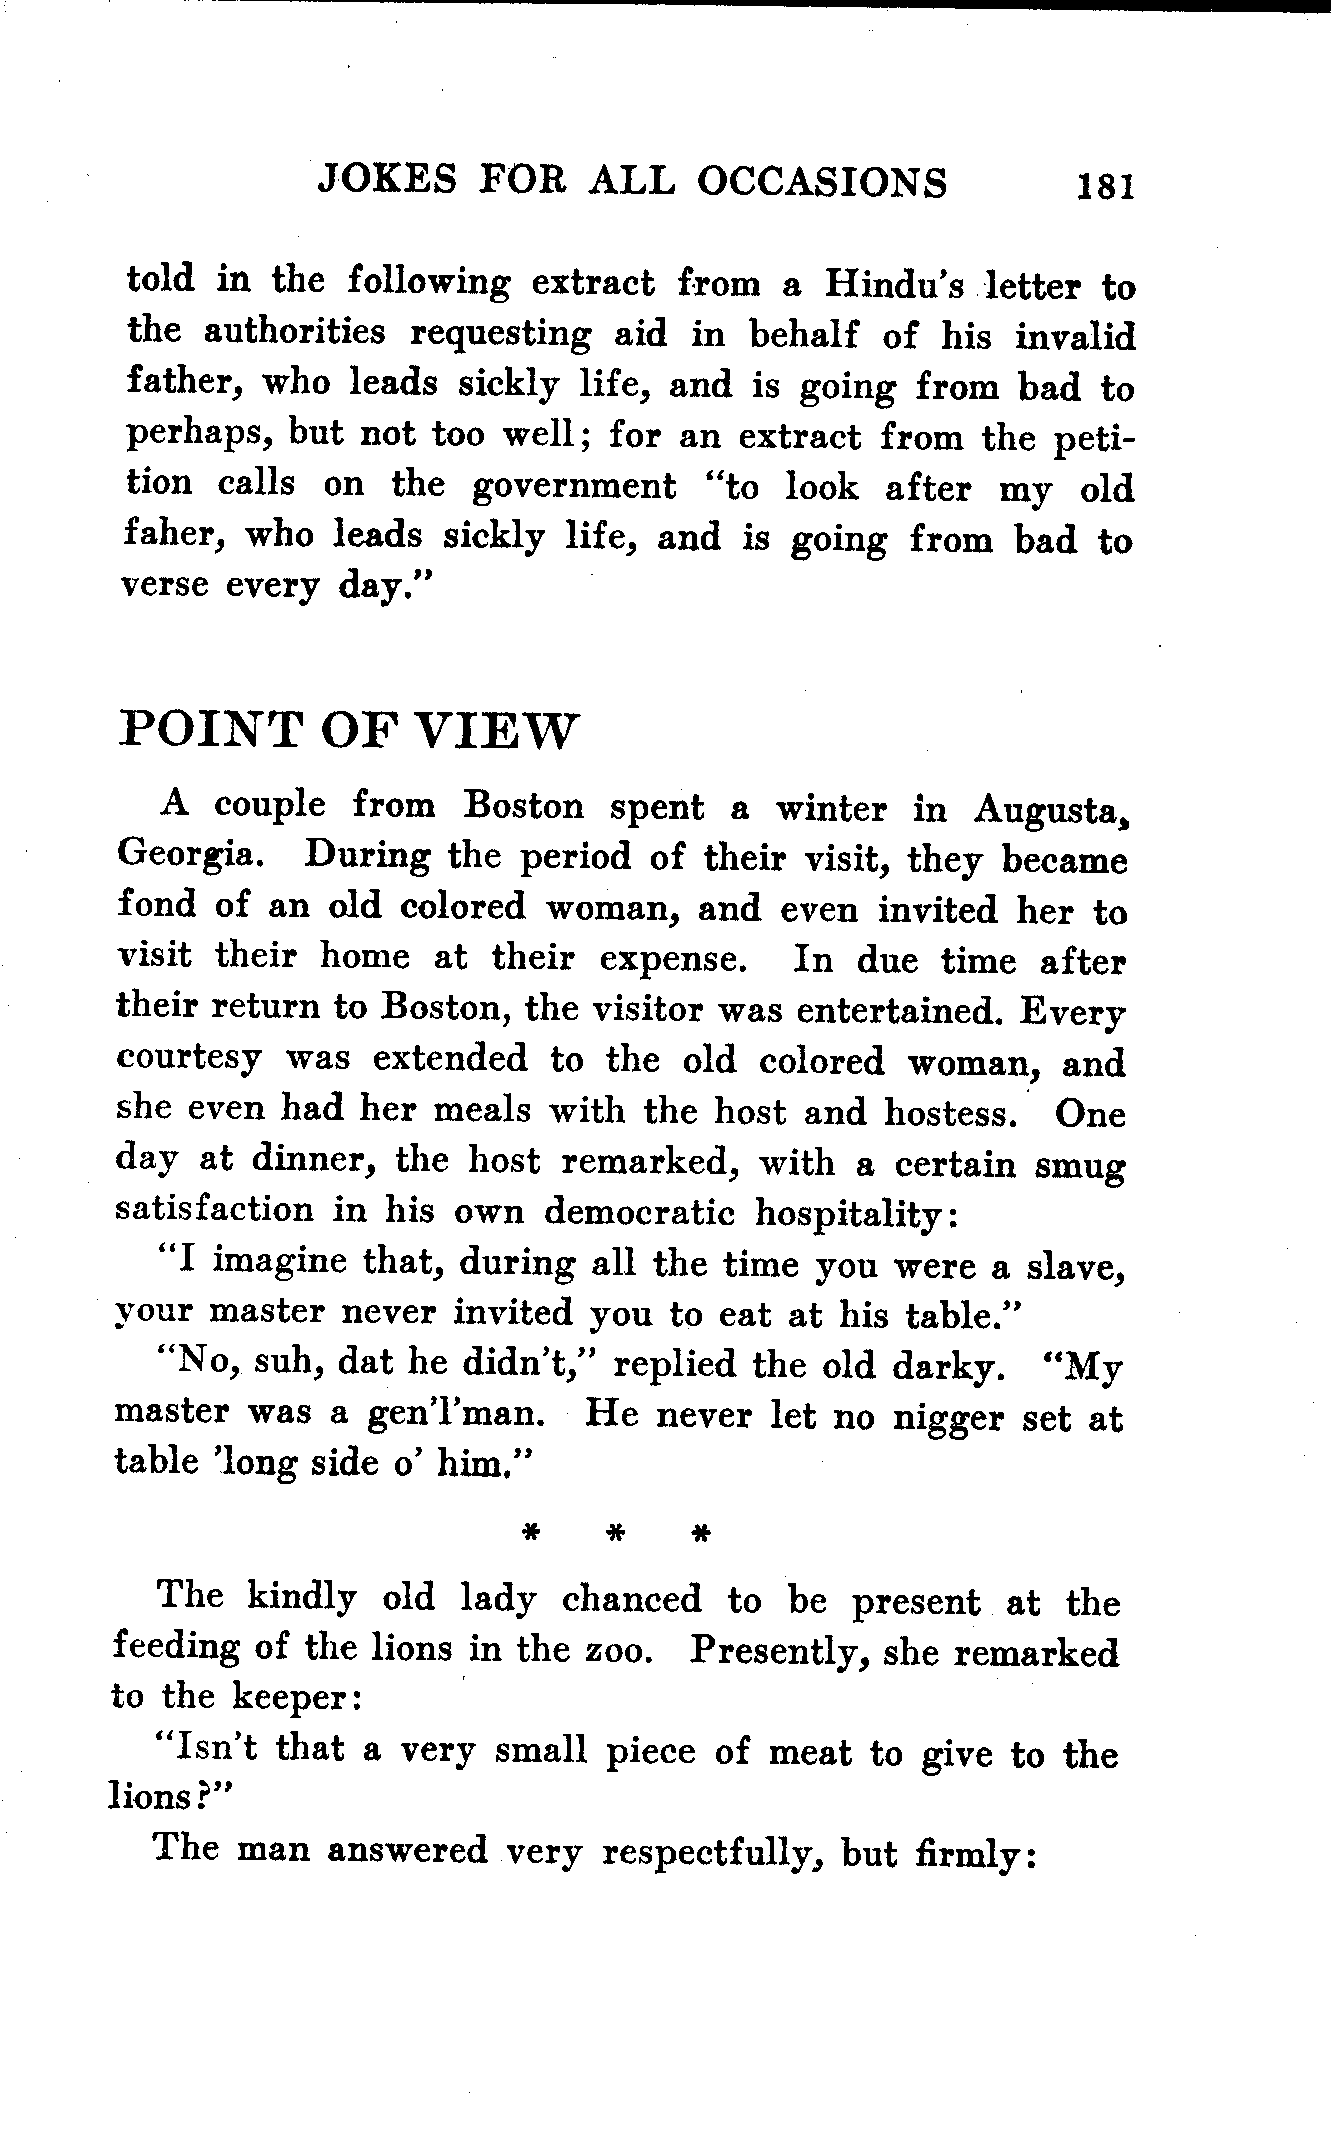 JOKES FOR ALL OCCASIONS 181
told in the following extract from a Hindu's letter to
the authorities requesting aid in behalf of his invalid
father, who leads sickly life, and is going from bad to
perhaps, but not too well; for an extract from the peti-
tion calls on the government "to look after my old
faher, who leads sickly life, and is going from bad to
verse every day."
POINT OF VIEW
A couple from Boston spent a winter in Augusta,
Georgia. During the period of their visit, they became
fond of an old colored woman, and even invited her to
visit their home at their expense. In due time after
their return to Boston, the visitor was entertained. Every
courtesy was extended to the old colored woman, and
she even had her meals with the host and hostess. One
day at dinner, the host remarked, with a certain smug
satisfaction in his own democratic hospitality:
"I imagine that, during all the time you were a slave,
your master never invited you to eat at his table."
"No, suh, dat he didn't," replied the old darky. "My
master was a gen'l'man. He never let no nigger set at
table 'long side o' him."
* * *
The kindly old lady chanced to be present at the
feeding of the lions in the zoo. Presently, she remarked
to the keeper:
"Isn't that a very small piece of meat to give to the
lions?"
The man answered very respectfully, but firmly: